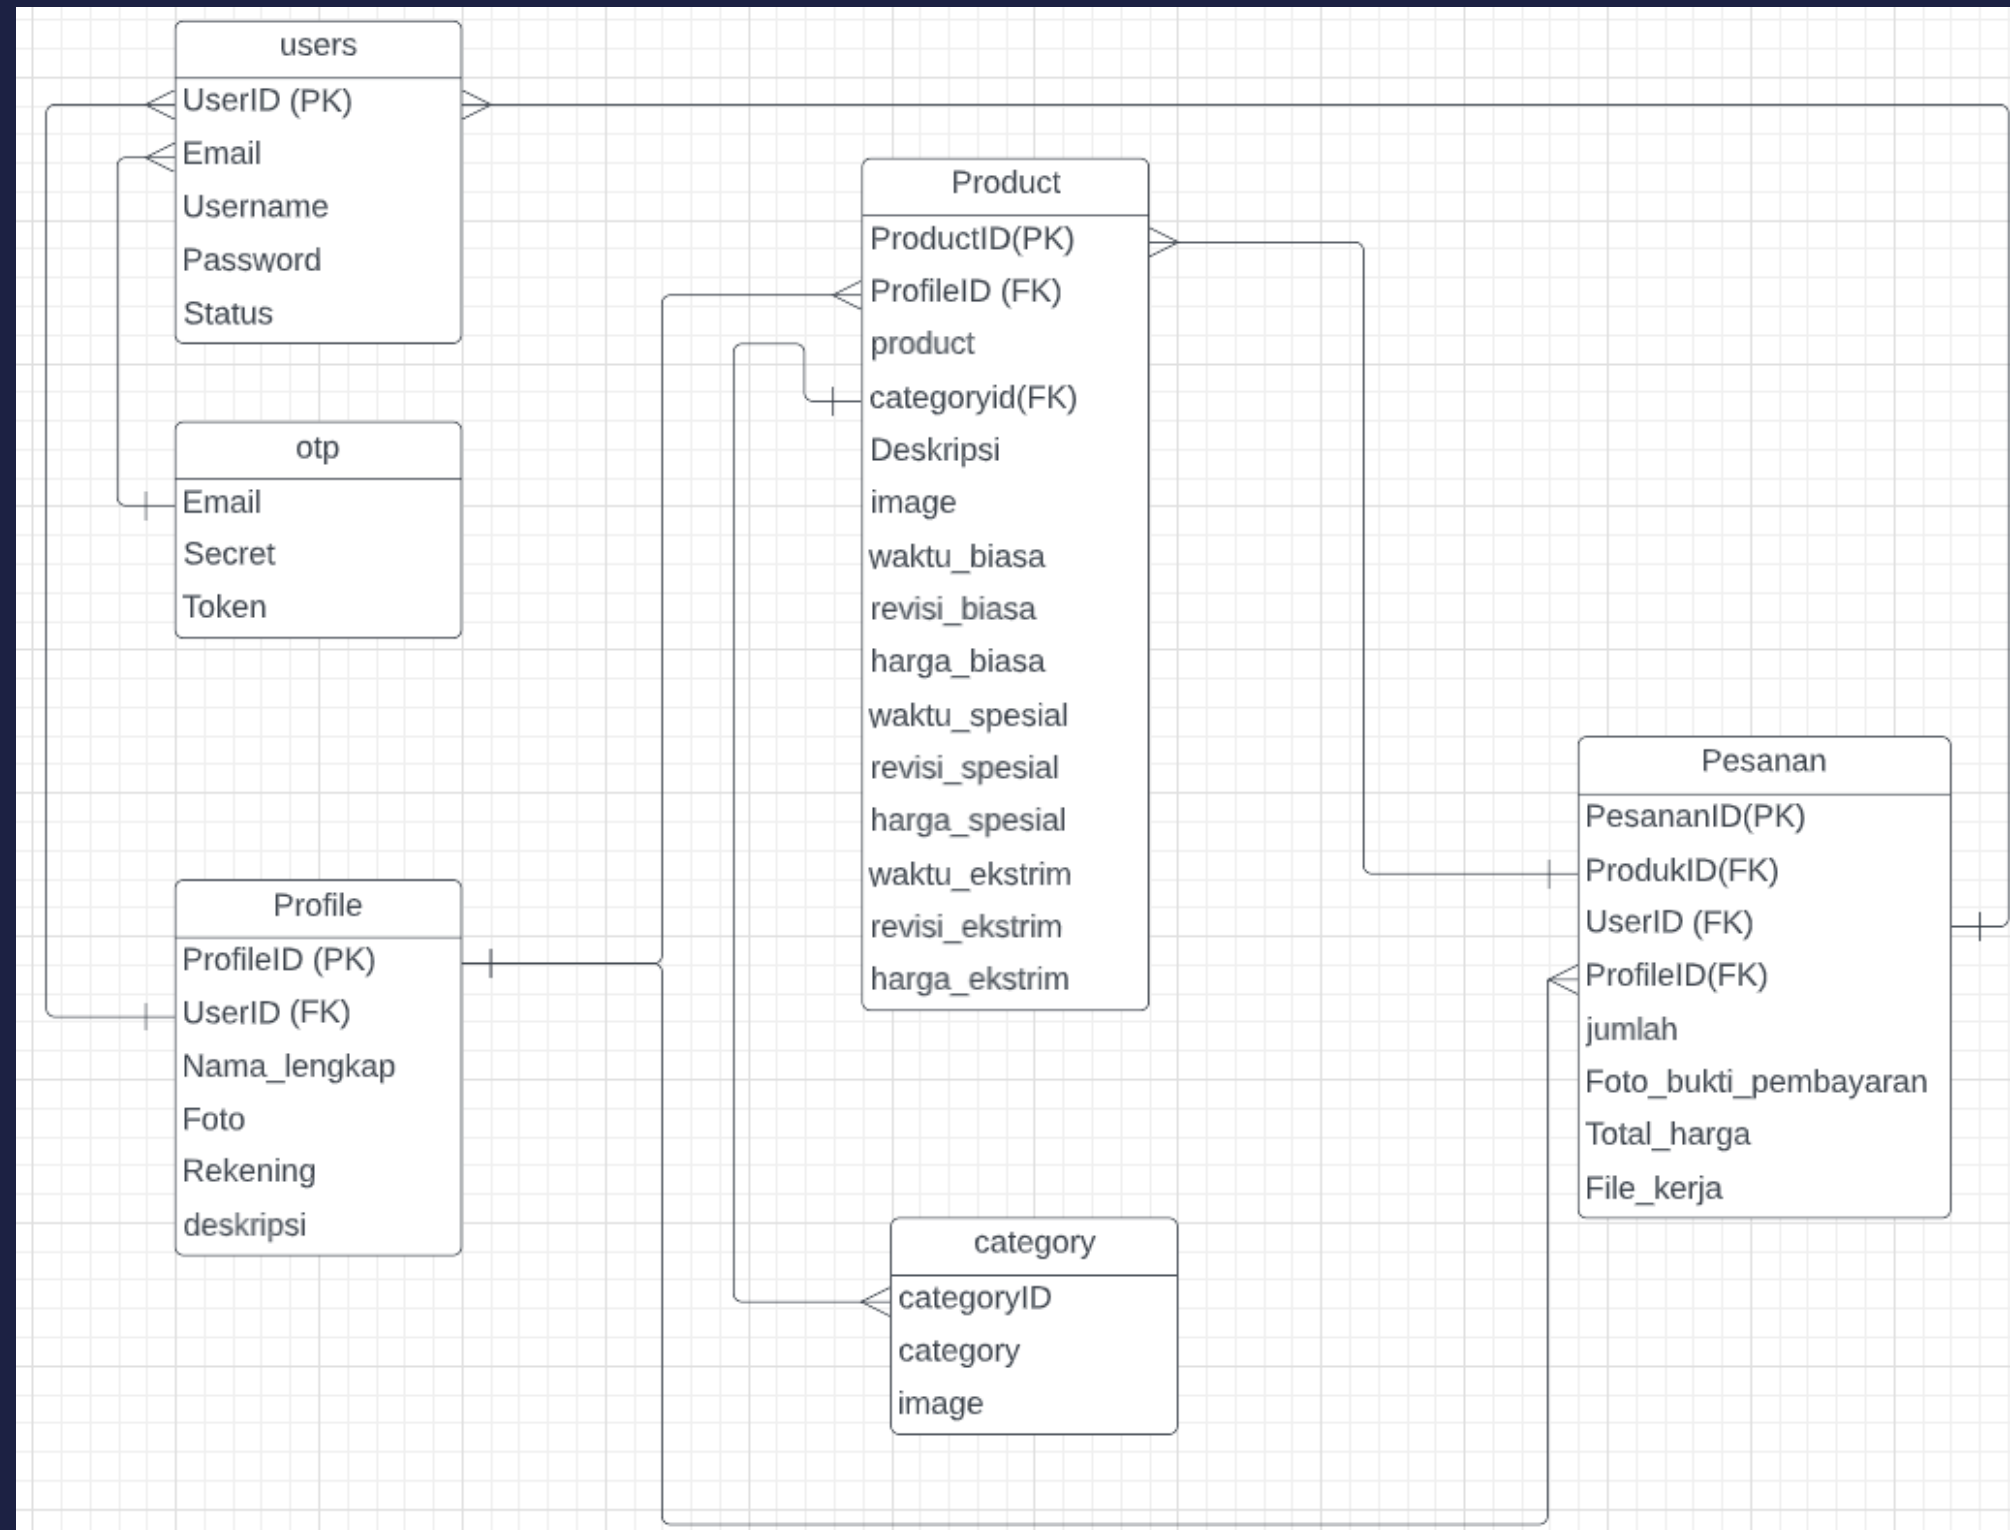 users
UserID (PK)
Email
Username
Password
Status
otp
Email
Secret
Token
Profile
ProfileID (PK)
UserID (FK)
Nama_lengkap
Foto
Rekening
deskripsi
Product
ProductID(PK)
ProfileID (FK)
product
categoryid(FK)
Deskripsi
image
waktu_biasa
revisi_biasa
harga_biasa
waktu_spesial
revisi_spesial
harga_spesial
waktu_ekstrim
revisi_ekstrim
harga_ekstrim
category
categoryID
category
image
Pesanan
PesananID(PK)
ProdukID(FK)
UserID (FK)
ProfileID(FK)
jumlah
Foto_bukti_pembayaran
Total_harga
File_kerja